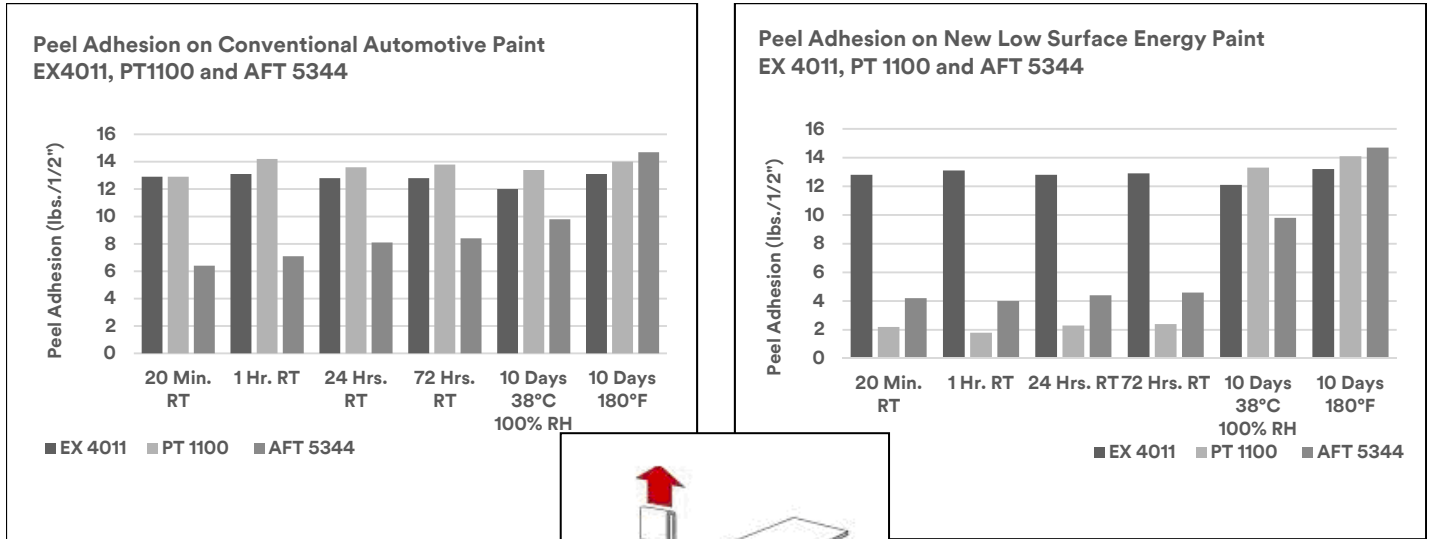 Peel Adhesion on Conventional Automotive Paint
EX4011, PT1100 and AFT 5344
Peel Adhesion (lbs./1/2")
16
14
12
10
8
6
4
2
0
20 Min. RT
1 Hr. RT
24 Hrs. RT
72 Hrs. RT
10 Days 38°C 100% RH
10 Days 180°F
EX 4011 PT 1100 AFT 5344
Peel Adhesion on New Low Surface Energy Paint
EX 4011, PT 1100 and AFT 5344
Peel Adhesion (lbs./1/2")
16
14
12
10
8
6
4
2
0
20 Min. RT
1 Hr. RT
24 Hrs. RT
72 Hrs. RT
10 Days 38°C 100% RH
10 Days 180°F
EX 4011 PT 1100 AFT 5344